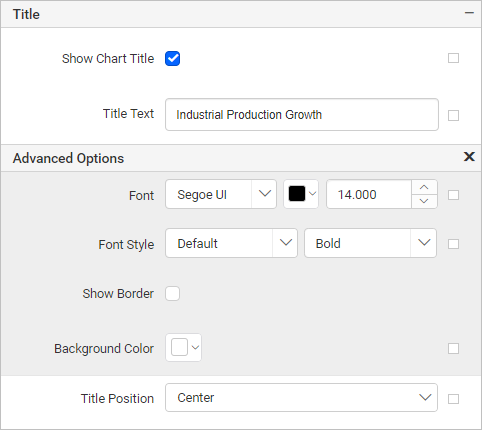 Title
Show Chart Title
Title Text Industrial Production Growth
Advanced Options
Font Segoe UI 14.000
Font Style Default Bold
Show Border
Background Color
Title Position Center